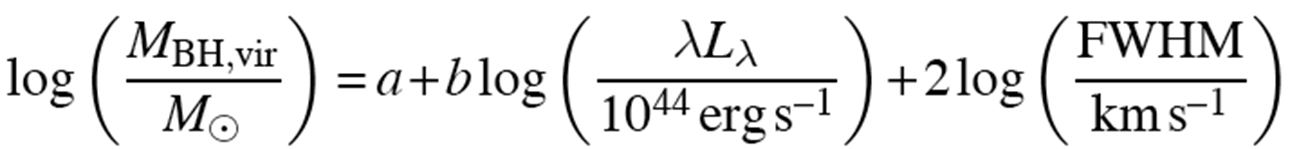 log (M_BH,vir / M_⊙) = a + b log (λL_λ / 10^44 erg s^−1) + 2 log (FWHM / km s^−1)